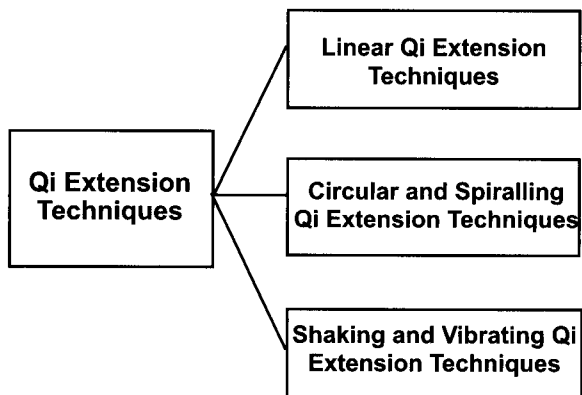 Linear Qi Extension
Techniques
Qi Extension
Techniques
Circular and Spiralling
Qi Extension Techniques
Shaking and Vibrating Qi
Extension Techniques